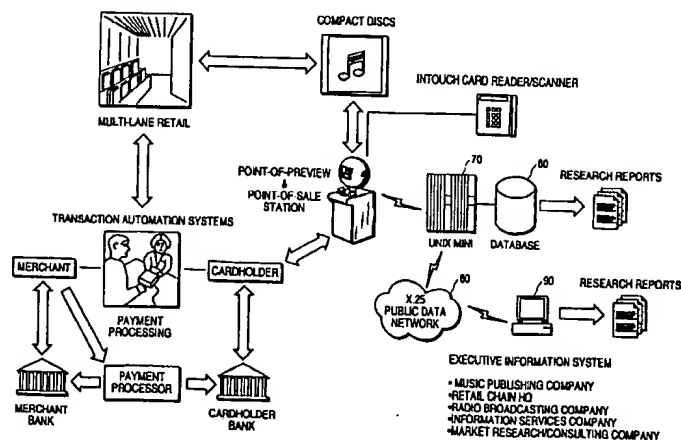 COMPACT DISCS
INTOUCH CARD READER/SCANNER
MULTI-LANE RETAIL
POINT-OF-PREVIEW
&
POINT-OF-SALE
STATION
70
60
RESEARCH REPORTS
UNIX MINI
DATABASE
TRANSACTION AUTOMATION SYSTEMS
MERCHANT
CARDHOLDER
PAYMENT
PROCESSING
X.25
PUBLIC DATA
NETWORK
80
90
RESEARCH REPORTS
MERCHANT
BANK
PAYMENT
PROCESSOR
CARDHOLDER
BANK
EXECUTIVE INFORMATION SYSTEM
•MUSIC PUBLISHING COMPANY
•RETAIL CHAIN HQ
•RADIO BROADCASTING COMPANY
•INFORMATION SERVICES COMPANY
•MARKET RESEARCH/CONSULTING COMPANY